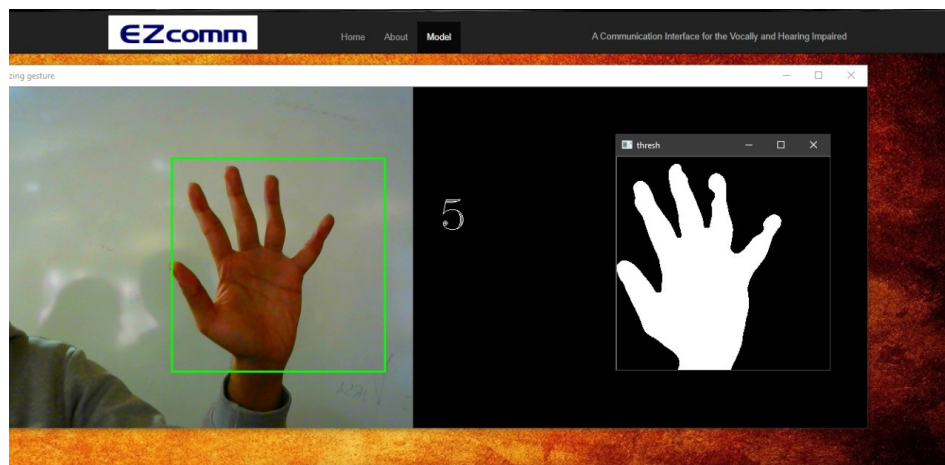 EZcomm
Home About Model
A Communication Interface for the Vocally and Hearing Impaired
zing gesture
thresh
5